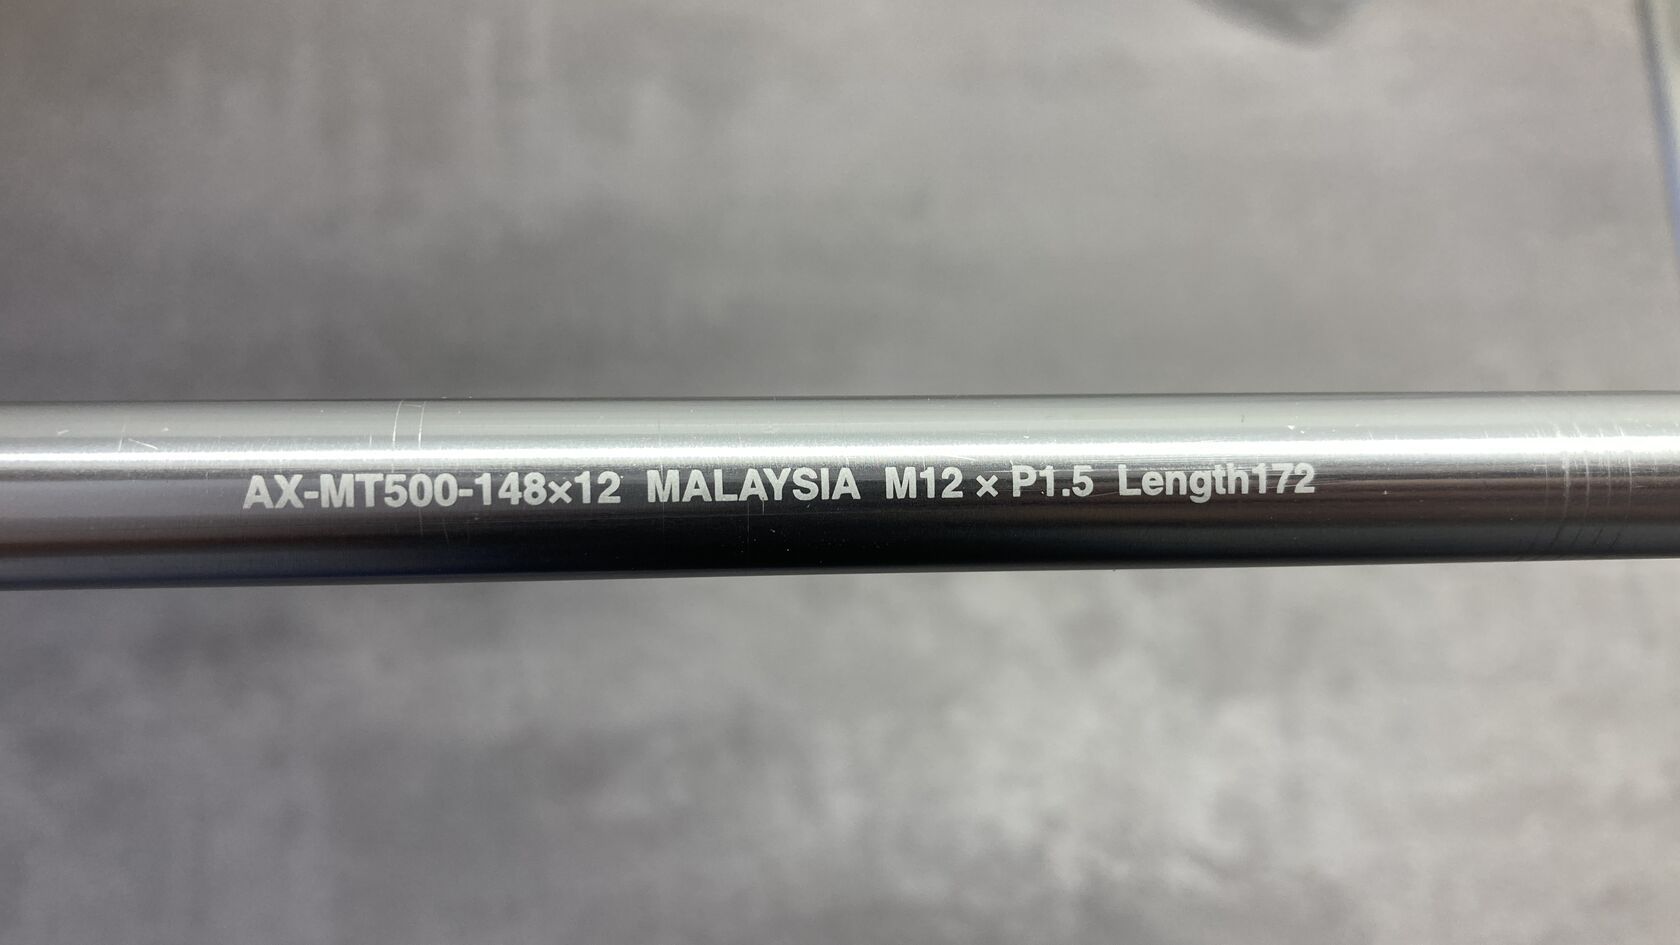 AX-MT500-148×12 MALAYSIA M12 × P1.5 Length172